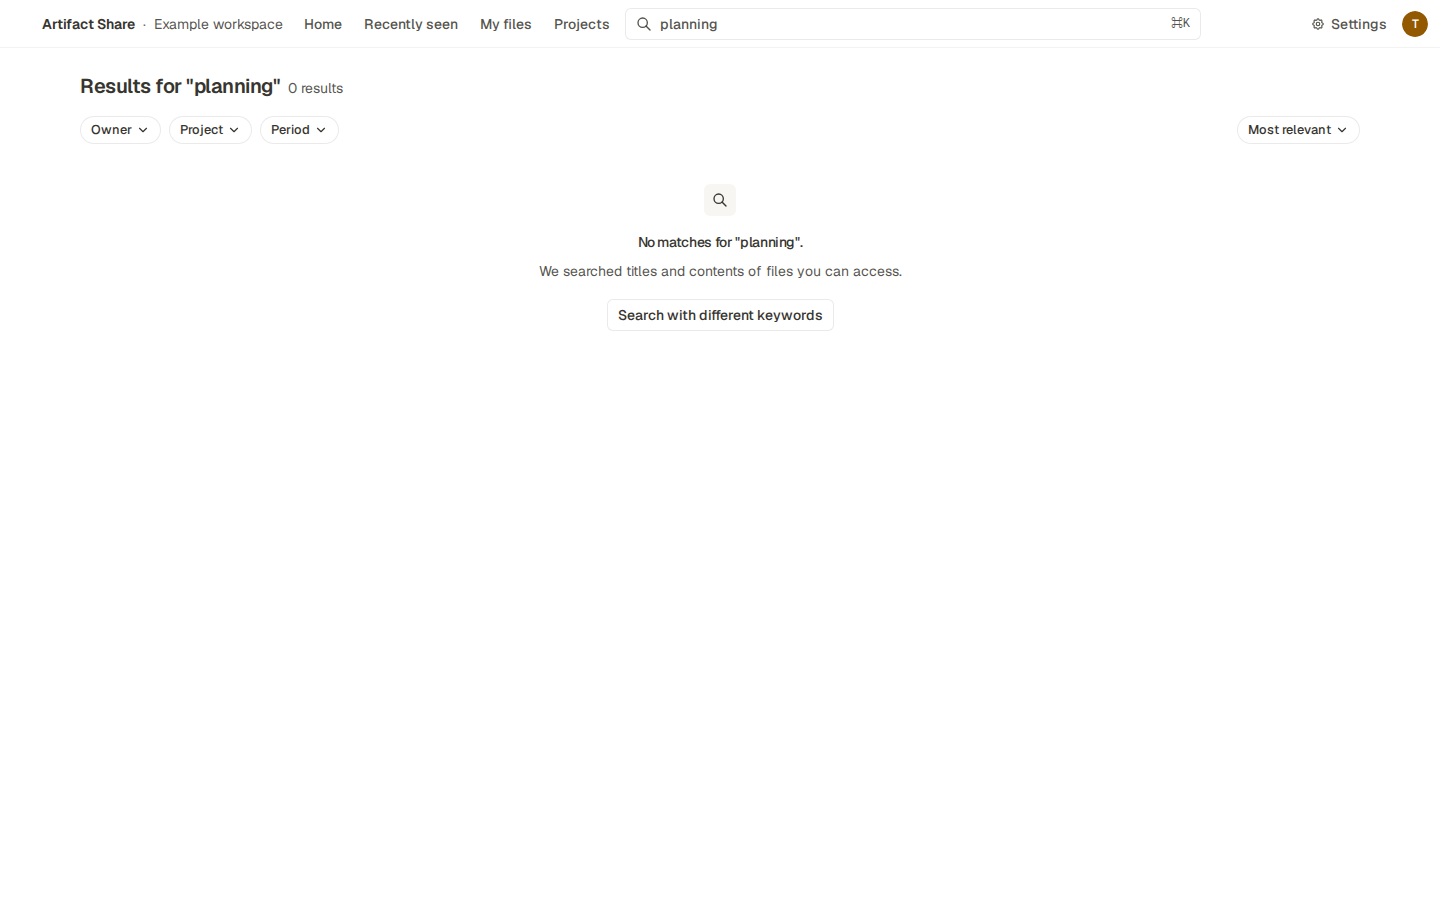 Artifact Share · Example workspace Home Recently seen My files Projects planning ⌘K Settings T
Results for "planning" 0 results
Owner Project Period Most relevant
No matches for "planning".
We searched titles and contents of files you can access.
Search with different keywords